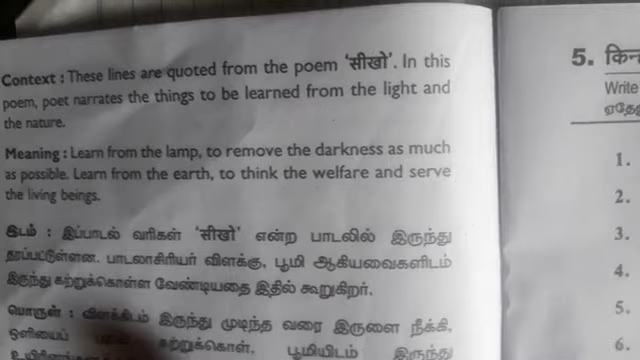 Context : These lines are quoted from the poem ‘सीखो’. In this
poem, poet narrates the things to be learned from the light and
the nature.
Meaning : Learn from the lamp, to remove the darkness as much
as possible. Learn from the earth, to think the welfare and serve
the living beings.
இடம் : இப்பாடல் வரிகள் ‘सीखो’ என்ற பாடலில் இருந்து
தரப்பட்டுள்ளன. பாடலாசிரியர் விளக்கு, பூமி ஆகியவைகளிடம்
இருந்து கற்றுக்கொள்ள வேண்டியதை இதில் கூறுகிறர்.
பொருள் : விளக்கிடம் இருந்து முடிந்த வரை இருளை நீக்கி,
ஒளியைப் கற்றுக்கொள். பூமியிடம் இருந்து
5.
Write
1.
2.
3.
4.
5.
6.